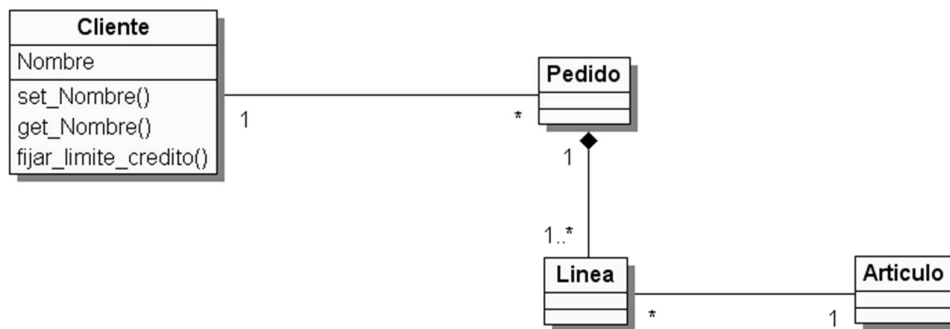 Cliente
Nombre
set_Nombre()
get_Nombre()
fijar_limite_credito()
1
*
Pedido
1
1..*
Linea
*
1
Articulo